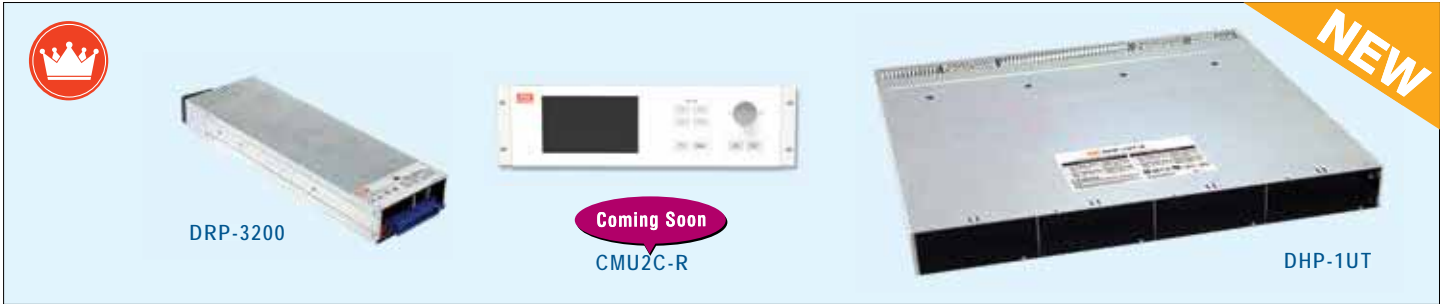 NEW
DRP-3200
Coming Soon
CMU2C-R
DHP-1UT